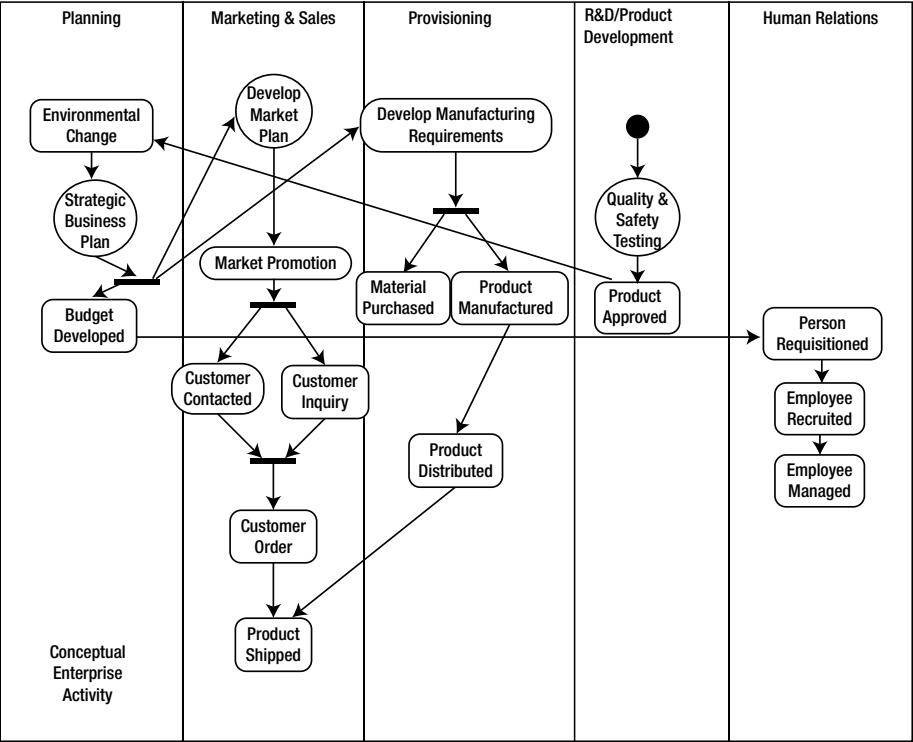 Planning
Marketing & Sales
Provisioning
R&D/Product
Development
Human Relations
Environmental
Change
Strategic
Business
Plan
Budget
Developed
Conceptual
Enterprise
Activity
Develop
Market
Plan
Market Promotion
Customer
Contacted
Customer
Inquiry
Customer
Order
Product
Shipped
Develop Manufacturing
Requirements
Material
Purchased
Product
Manufactured
Product
Distributed
Quality &
Safety
Testing
Product
Approved
Person
Requisitioned
Employee
Recruited
Employee
Managed